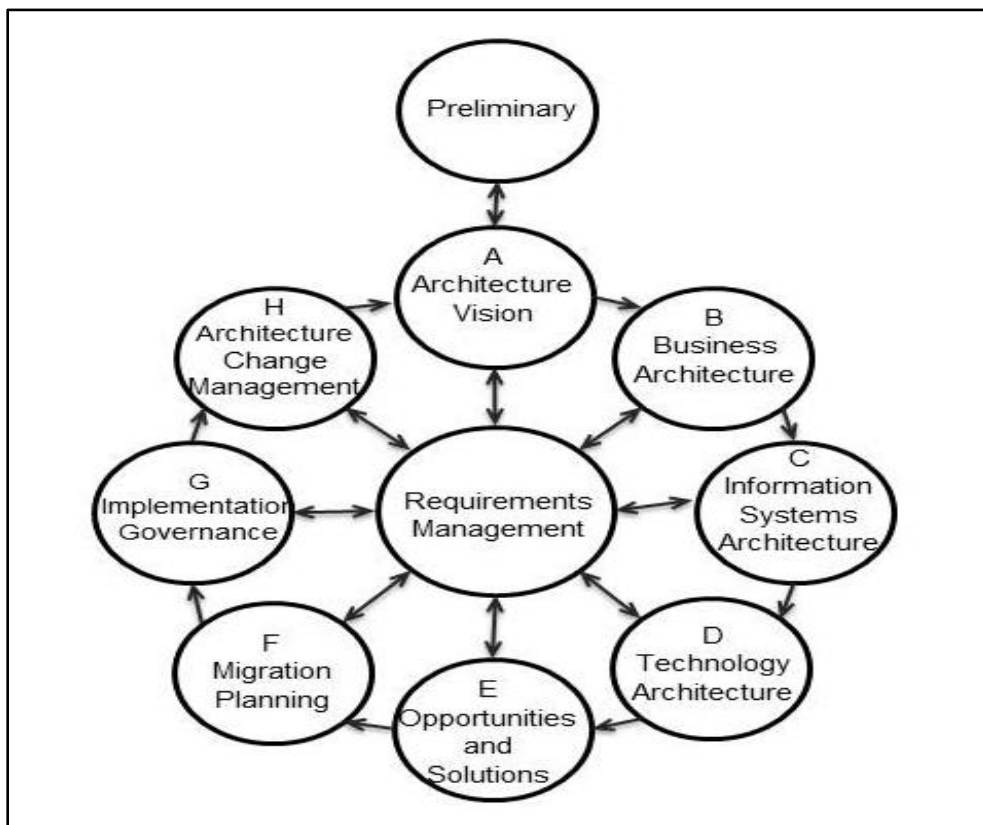 Preliminary
A
Architecture
Vision
B
Business
Architecture
C
Information
Systems
Architecture
D
Technology
Architecture
E
Opportunities
and
Solutions
F
Migration
Planning
G
Implementation
Governance
H
Architecture
Change
Management
Requirements
Management